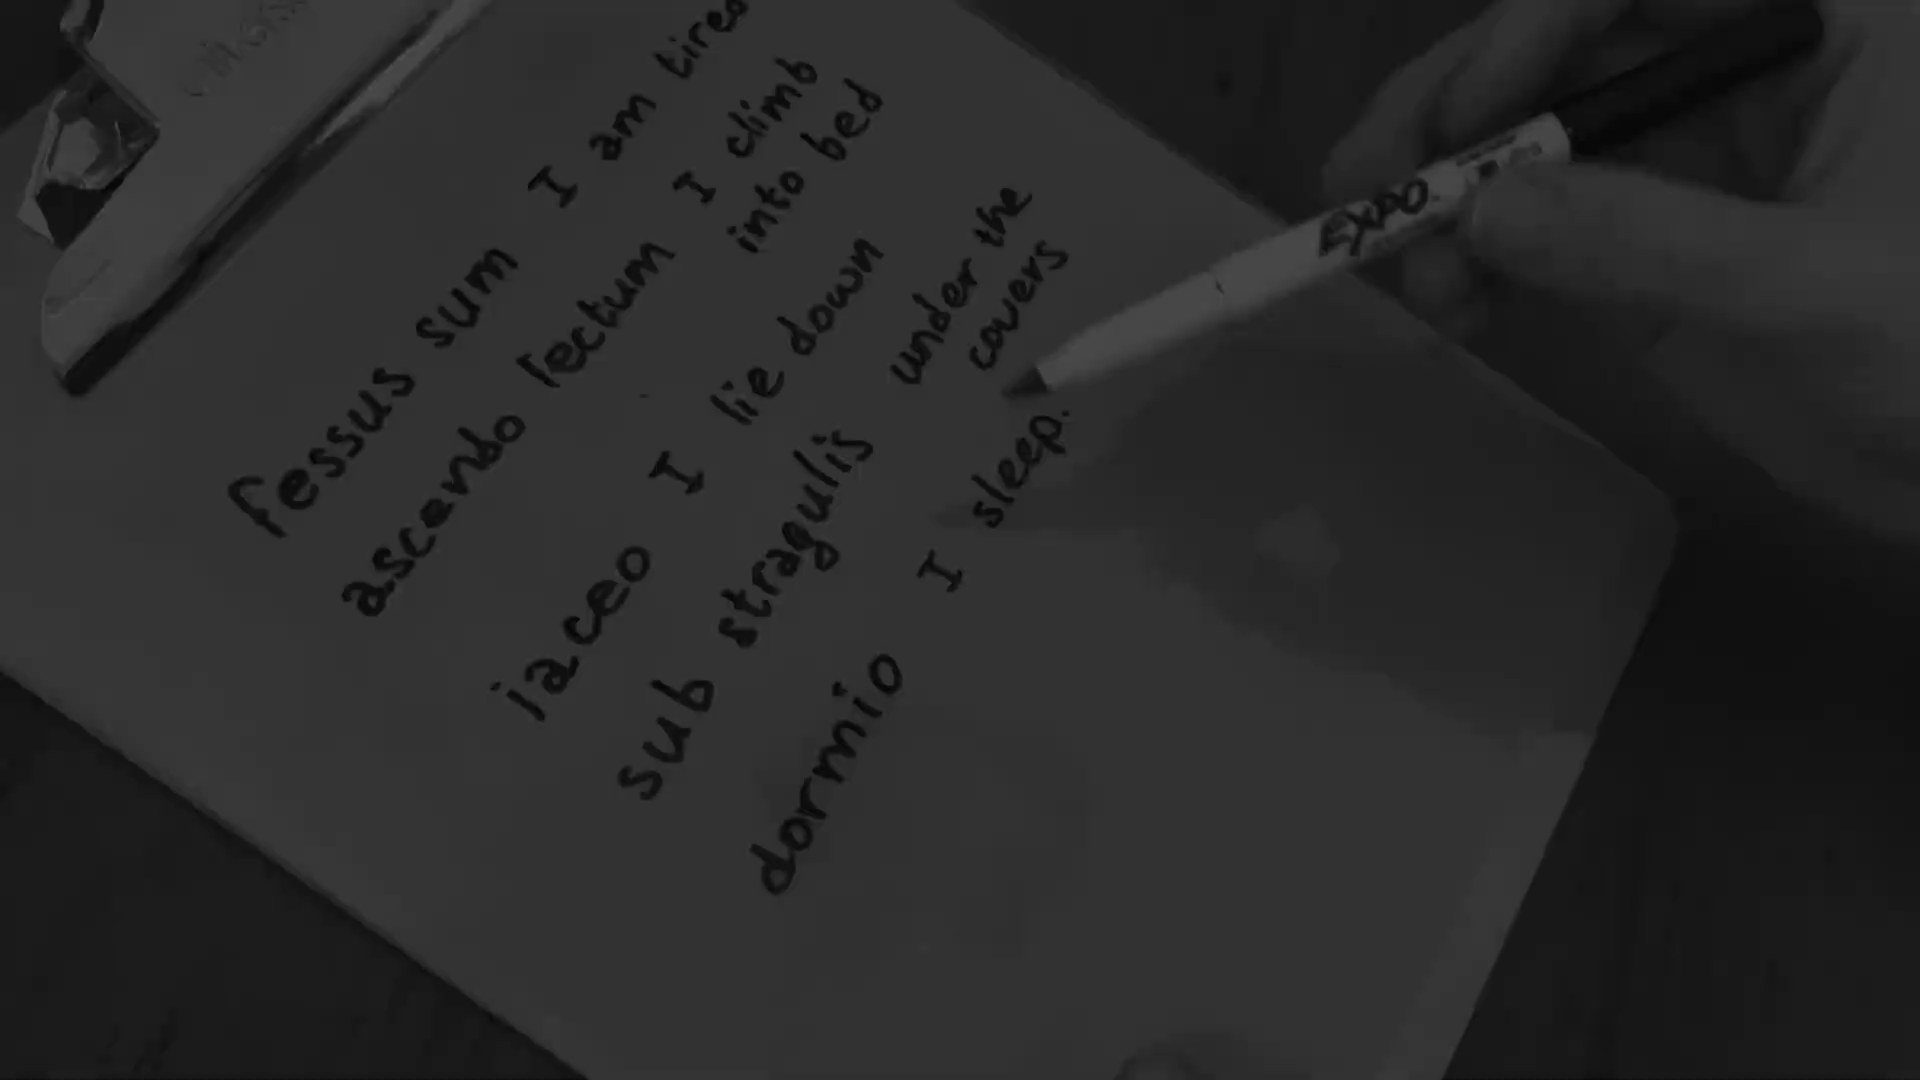 fessus sum I am tired
ascendo lectum I climb
into bed
iaceo I lie down
sub stragulis under the
covers
dormio I sleep.
EXPO